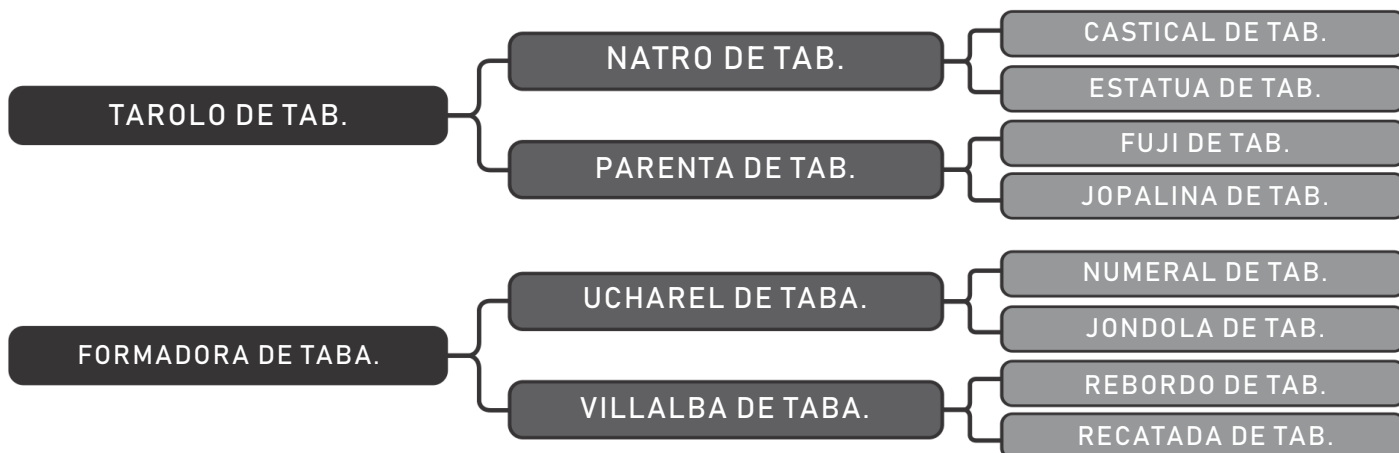 TAROLO DE TAB.
NATRO DE TAB.
CASTICAL DE TAB.
ESTATUA DE TAB.
PARENTA DE TAB.
FUJI DE TAB.
JOPALINA DE TAB.
FORMADORA DE TABA.
UCHAREL DE TABA.
NUMERAL DE TAB.
JONDOLA DE TAB.
VILLALBA DE TABA.
REBORDO DE TAB.
RECATADA DE TAB.